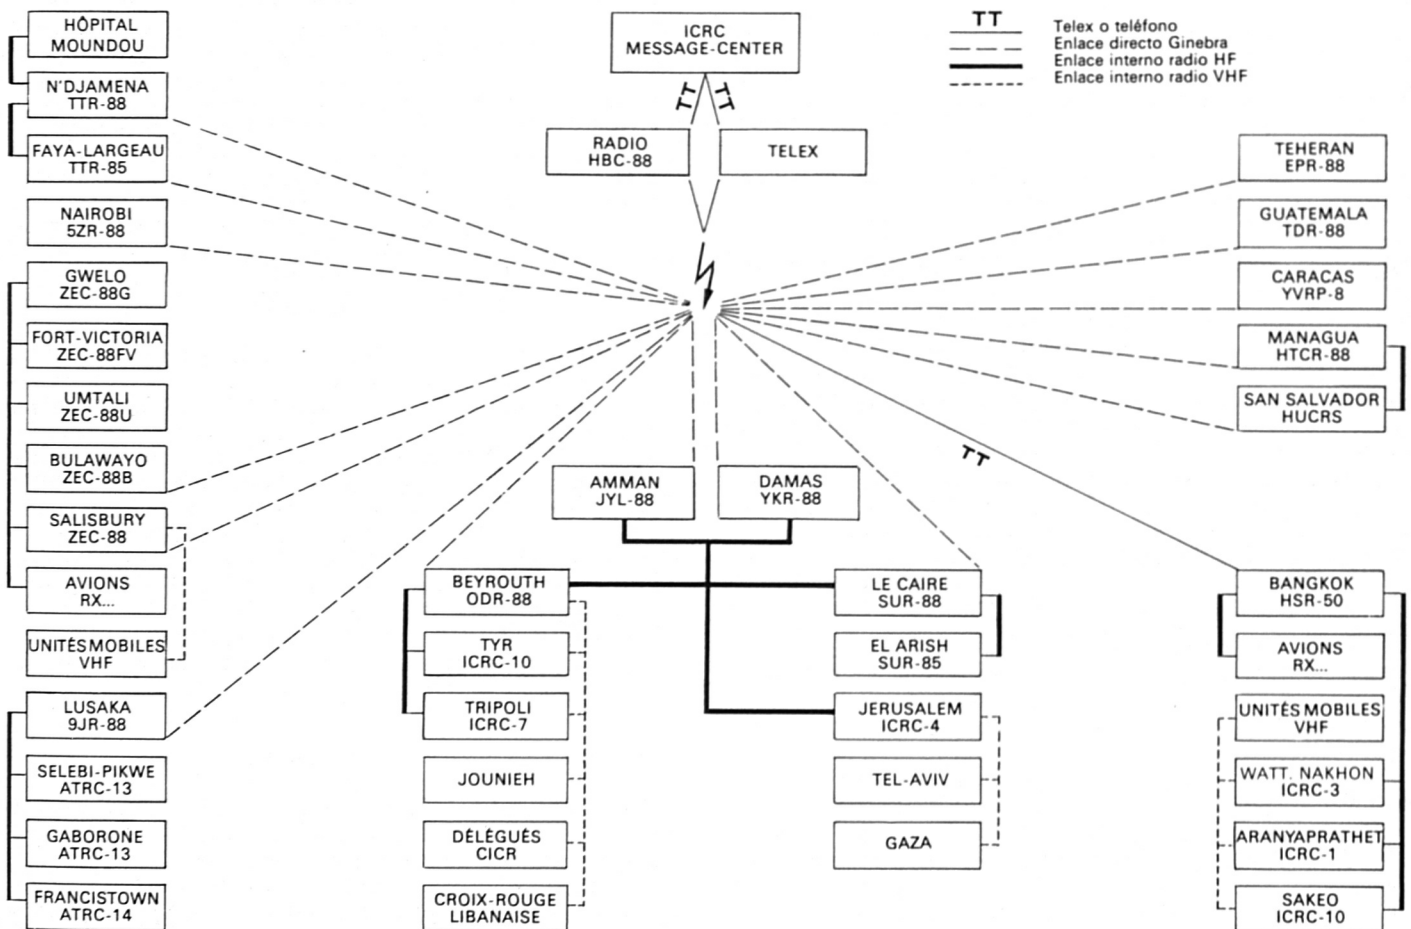 HÔPITAL
MOUNDOU
N'DJAMENA
TTR-88
FAYA-LARGEAU
TTR-85
NAIROBI
5ZR-88
GWELO
ZEC-88G
FORT-VICTORIA
ZEC-88FV
UMTALI
ZEC-88U
BULAWAYO
ZEC-88B
SALISBURY
ZEC-88
AVIONS
RX...
UNITÉS MOBILES
VHF
LUSAKA
9JR-88
SELEBI-PIKWE
ATRC-13
GABORONE
ATRC-13
FRANCISTOWN
ATRC-14
ICRC
MESSAGE-CENTER
TT
TT
RADIO
HBC-88
TELEX
TT
Telex o teléfono
Enlace directo Ginebra
Enlace interno radio HF
Enlace interno radio VHF
AMMAN
JYL-88
DAMAS
YKR-88
BEYROUTH
ODR-88
TYR
ICRC-10
TRIPOLI
ICRC-7
JOUNIEH
DÉLÉGUÉS
CICR
CROIX-ROUGE
LIBANAISE
LE CAIRE
SUR-88
EL ARISH
SUR-85
JERUSALEM
ICRC-4
TEL-AVIV
GAZA
TEHERAN
EPR-88
GUATEMALA
TDR-88
CARACAS
YVRP-8
MANAGUA
HTCR-88
SAN SALVADOR
HUCRS
TT
BANGKOK
HSR-50
AVIONS
RX...
UNITÉS MOBILES
VHF
WATT. NAKHON
ICRC-3
ARANYAPRATHET
ICRC-1
SAKEO
ICRC-10